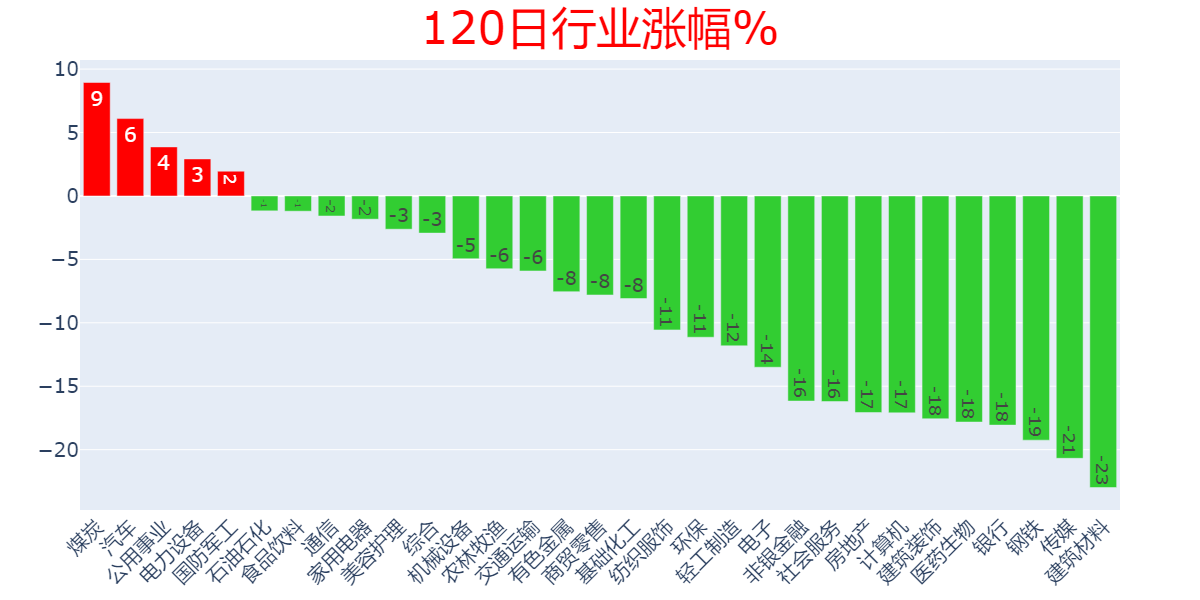 120日行业涨幅%
10
5
0
−5
−10
−15
−20
9
6
4
3
2
-1
-1
-2
-2
-3
-3
-5
-6
-6
-8
-8
-8
-11
-11
-12
-14
-16
-16
-17
-17
-18
-18
-18
-19
-21
-23
煤炭
汽车
公用事业
电力设备
国防军工
石油石化
食品饮料
通信
家用电器
美容护理
综合
机械设备
农林牧渔
交通运输
有色金属
商贸零售
基础化工
纺织服饰
环保
轻工制造
电子
非银金融
社会服务
房地产
计算机
建筑装饰
医药生物
银行
钢铁
传媒
建筑材料